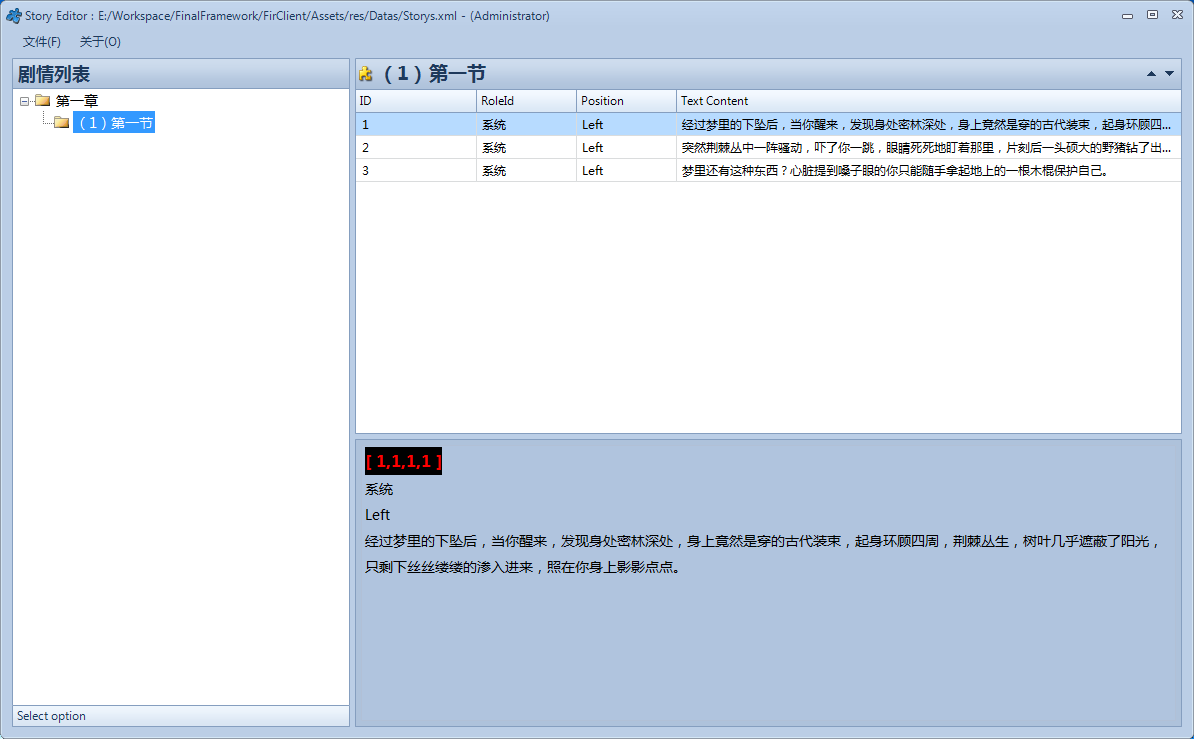 Story Editor : E:/Workspace/FinalFramework/FirClient/Assets/res/Datas/Storys.xml - (Administrator)
文件(F) 关于(O)
剧情列表
第一章
（1）第一节
Select option
（1）第一节
ID RoleId Position Text Content
1 系统 Left 经过梦里的下坠后，当你醒来，发现身处密林深处，身上竟然是穿的古代装束，起身环顾四...
2 系统 Left 突然荆棘丛中一阵骚动，吓了你一跳，眼睛死死地盯着那里，片刻后一头硕大的野猪钻了出...
3 系统 Left 梦里还有这种东西？心脏提到嗓子眼的你只能随手拿起地上的一根木棍保护自己。
[ 1,1,1,1 ]
系统
Left
经过梦里的下坠后，当你醒来，发现身处密林深处，身上竟然是穿的古代装束，起身环顾四周，荆棘丛生，树叶几乎遮蔽了阳光，
只剩下丝丝缕缕的渗入进来，照在你身上影影点点。